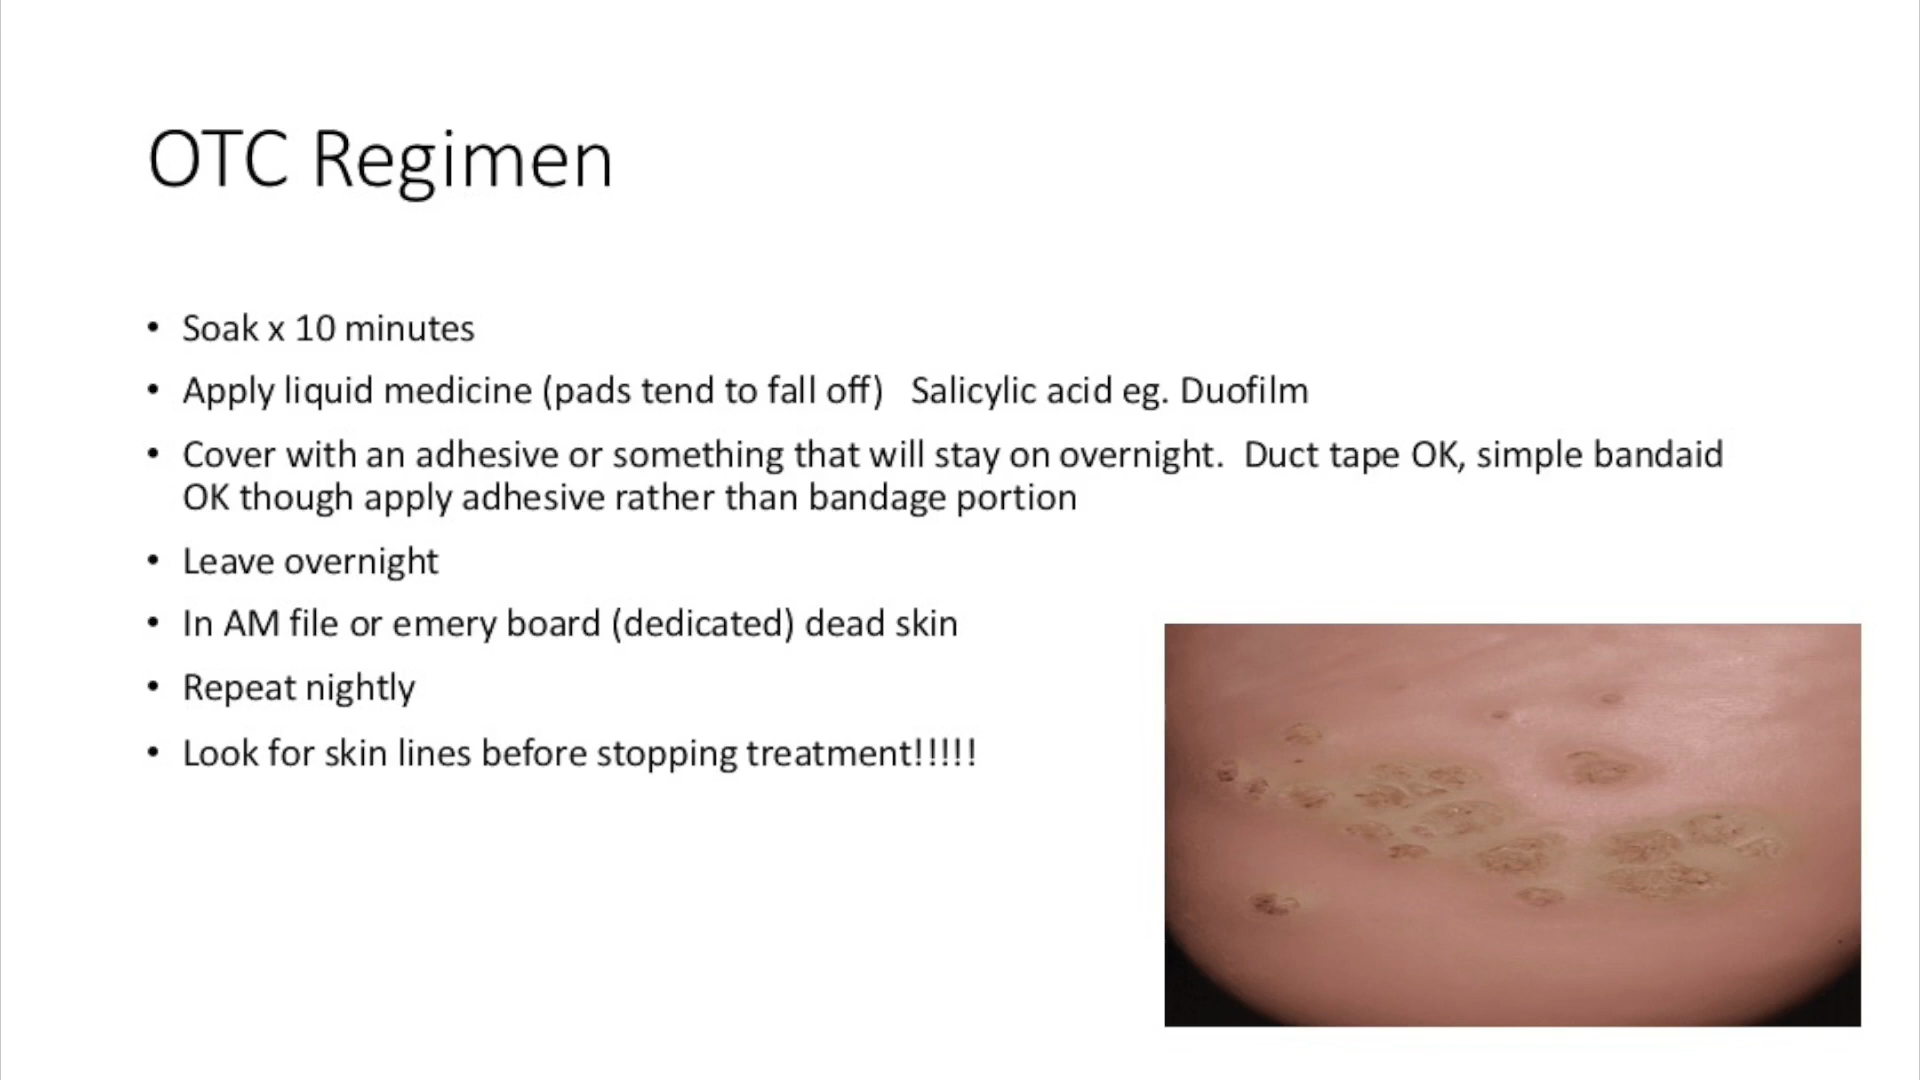 OTC Regimen
• Soak x 10 minutes
• Apply liquid medicine (pads tend to fall off)   Salicylic acid eg. Duofilm
• Cover with an adhesive or something that will stay on overnight.  Duct tape OK, simple bandaid
OK though apply adhesive rather than bandage portion
• Leave overnight
• In AM file or emery board (dedicated) dead skin
• Repeat nightly
• Look for skin lines before stopping treatment!!!!!